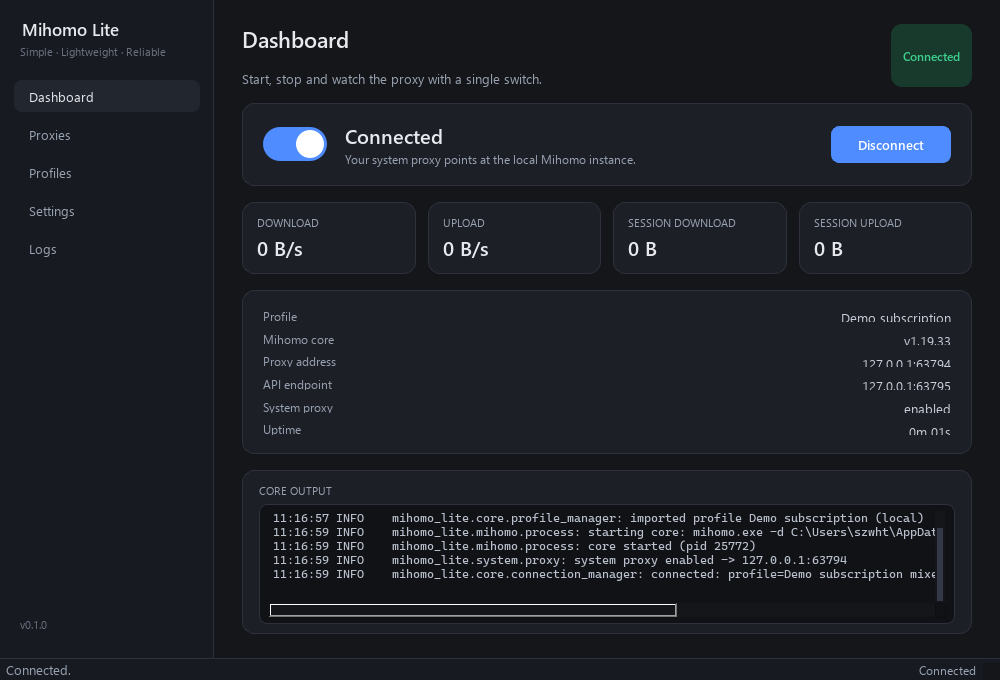 Mihomo Lite
Simple · Lightweight · Reliable
Dashboard
Proxies
Profiles
Settings
Logs
v0.1.0
Dashboard
Start, stop and watch the proxy with a single switch.
Connected
Connected
Your system proxy points at the local Mihomo instance.
Disconnect
DOWNLOAD
0 B/s
UPLOAD
0 B/s
SESSION DOWNLOAD
0 B
SESSION UPLOAD
0 B
Profile Demo subscription
Mihomo core v1.19.33
Proxy address 127.0.0.1:63794
API endpoint 127.0.0.1:63795
System proxy enabled
Uptime 0m 01s
CORE OUTPUT
11:16:57 INFO mihomo_lite.core.profile_manager: imported profile Demo subscription (local)
11:16:59 INFO mihomo_lite.mihomo.process: starting core: mihomo.exe -d C:\Users\szwht\AppDat
11:16:59 INFO mihomo_lite.mihomo.process: core started (pid 25772)
11:16:59 INFO mihomo_lite.system.proxy: system proxy enabled -> 127.0.0.1:63794
11:16:59 INFO mihomo_lite.core.connection_manager: connected: profile=Demo subscription mixe
Connected.
Connected